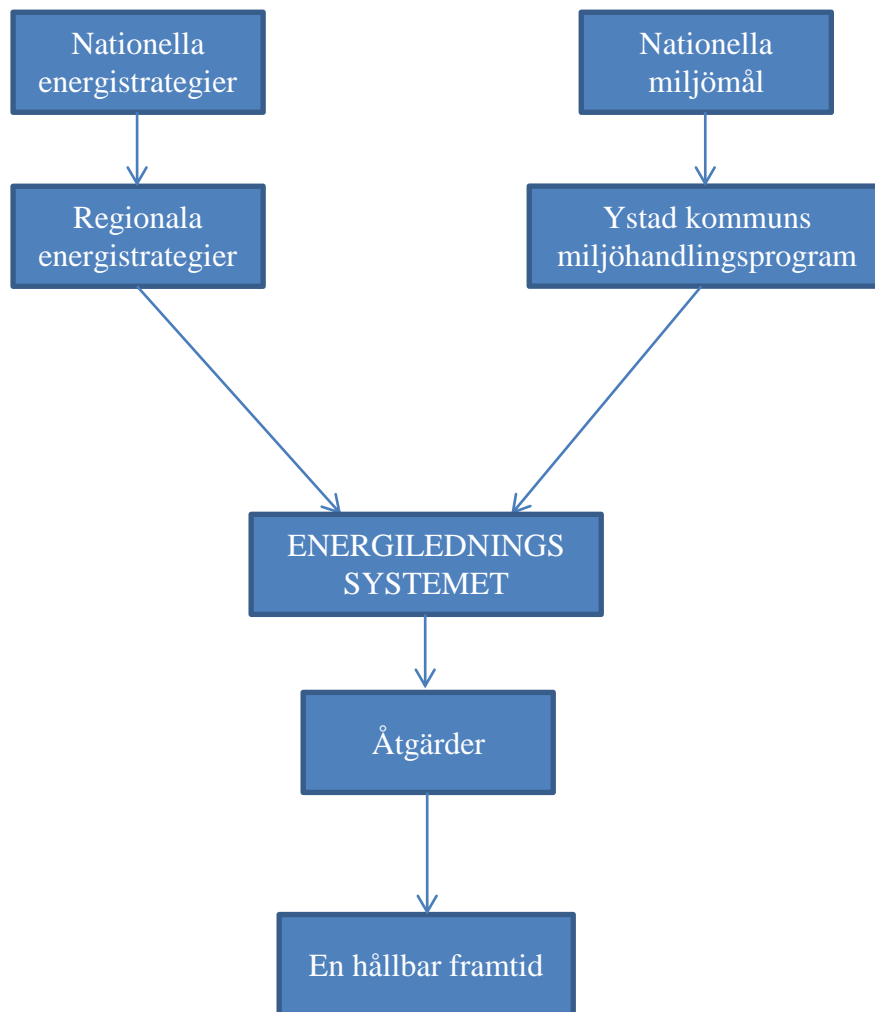 Nationella
energistrategier
Nationella
miljömål
Regionala
energistrategier
Ystad kommuns
miljöhandlingsprogram
ENERGILEDNINGS
SYSTEMET
Åtgärder
En hållbar framtid